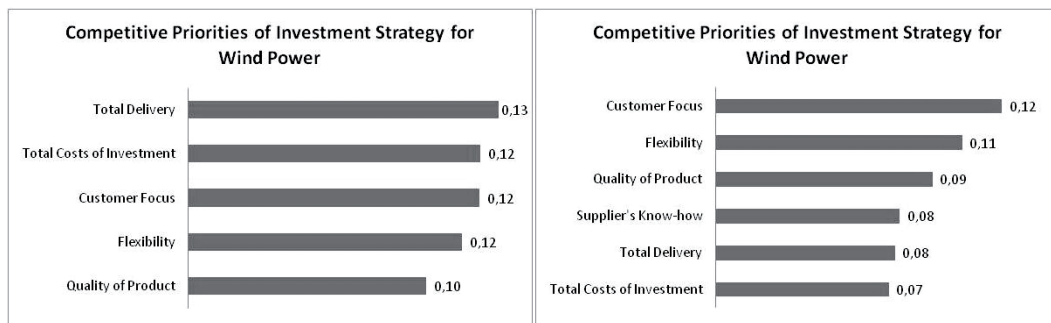 Competitive Priorities of Investment Strategy for
Wind Power
Total Delivery 0,13
Total Costs of Investment 0,12
Customer Focus 0,12
Flexibility 0,12
Quality of Product 0,10
Competitive Priorities of Investment Strategy for
Wind Power
Customer Focus 0,12
Flexibility 0,11
Quality of Product 0,09
Supplier's Know-how 0,08
Total Delivery 0,08
Total Costs of Investment 0,07